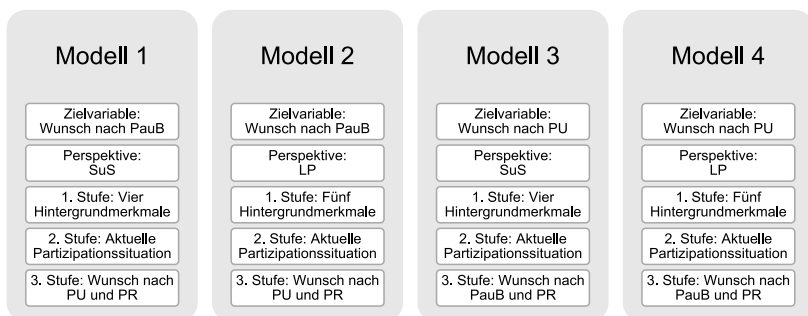 Modell 1
Zielvariable:
Wunsch nach PauB
Perspektive:
SuS
1. Stufe: Vier
Hintergrundmerkmale
2. Stufe: Aktuelle
Partizipationssituation
3. Stufe: Wunsch nach
PU und PR
Modell 2
Zielvariable:
Wunsch nach PauB
Perspektive:
LP
1. Stufe: Fünf
Hintergrundmerkmale
2. Stufe: Aktuelle
Partizipationssituation
3. Stufe: Wunsch nach
PU und PR
Modell 3
Zielvariable:
Wunsch nach PU
Perspektive:
SuS
1. Stufe: Vier
Hintergrundmerkmale
2. Stufe: Aktuelle
Partizipationssituation
3. Stufe: Wunsch nach
PauB und PR
Modell 4
Zielvariable:
Wunsch nach PU
Perspektive:
LP
1. Stufe: Fünf
Hintergrundmerkmale
2. Stufe: Aktuelle
Partizipationssituation
3. Stufe: Wunsch nach
PauB und PR